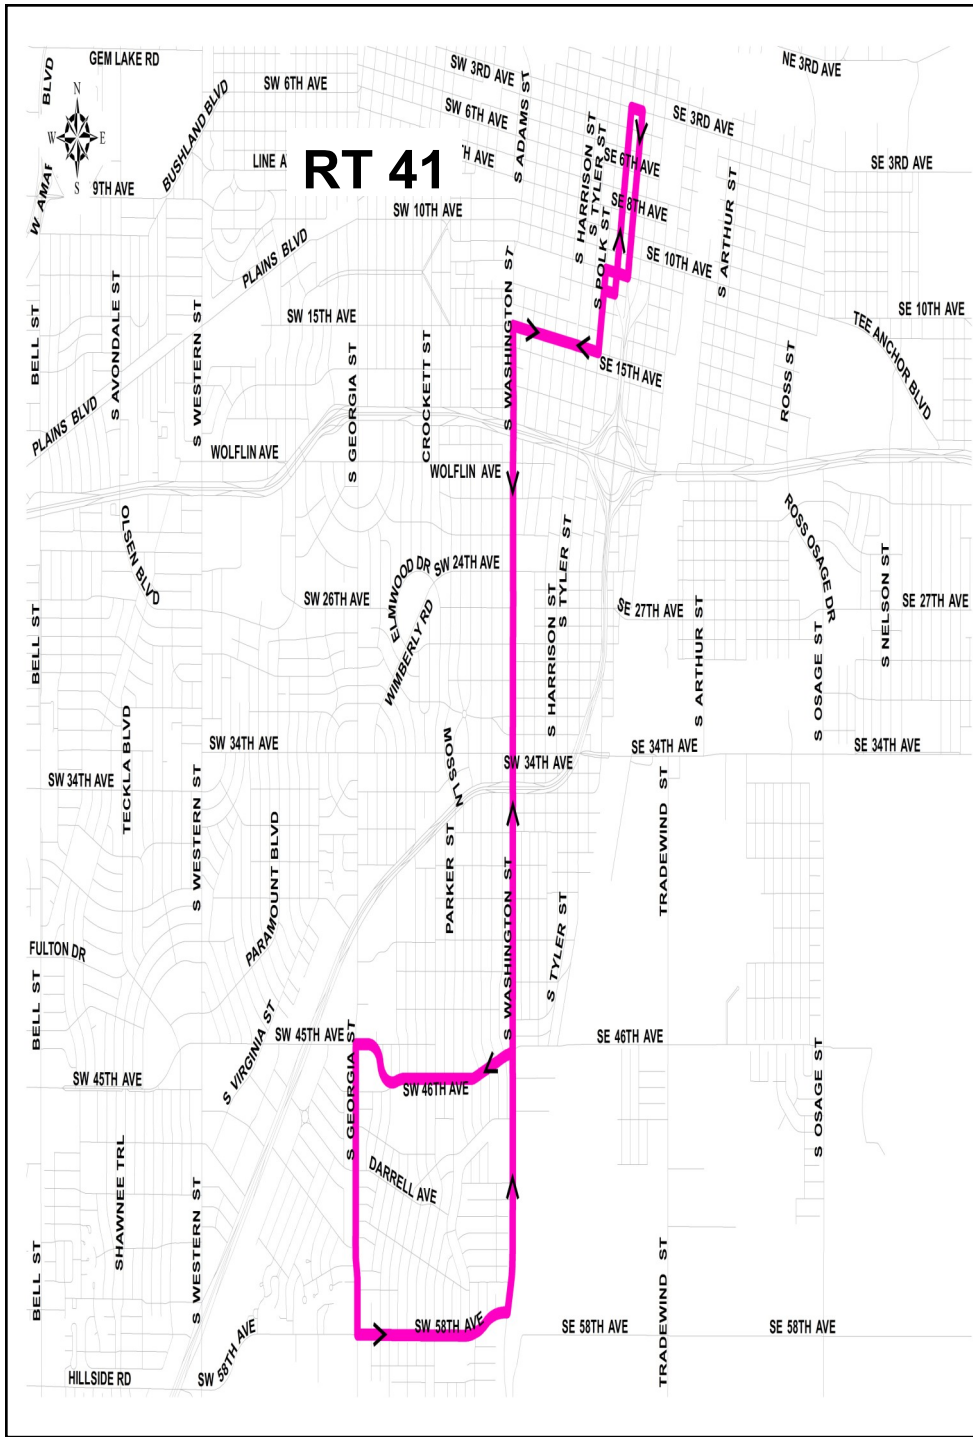 GEM LAKE RD
SW 3RD AVE
NE 3RD AVE
BLVD
SW 6TH AVE
S ADAMS ST
N
W
E
S
BUSHLAND BLVD
SW 6TH AVE
SE 3RD AVE
S HARRISON ST
S TYLER ST
LINE A
RT 41
H AVE
SE 6TH AVE
SE 3RD AVE
W AMAR
9TH AVE
SE 8TH AVE
S ARTHUR ST
SW 10TH AVE
S POLK ST
PLAINS BLVD
SE 10TH AVE
S WASHINGTON ST
BELL ST
S AVONDALE ST
S WESTERN ST
SW 15TH AVE
SE 10TH AVE
TEE ANCHOR BLVD
S GEORGIA ST
CROCKETT ST
SE 15TH AVE
ROSS ST
PLAINS BLVD
WOLFLIN AVE
WOLFLIN AVE
OLSEN BLVD
ROSS OSAGE DR
S TYLER ST
S NELSON ST
ELMWOOD DR
SW 24TH AVE
SW 26TH AVE
WIMBERLY RD
S HARRISON ST
SE 27TH AVE
SE 27TH AVE
BELL ST
S ARTHUR ST
S OSAGE ST
TECKLA BLVD
SW 34TH AVE
MOSS LN
SW 34TH AVE
SE 34TH AVE
SE 34TH AVE
SW 34TH AVE
S WESTERN ST
PARAMOUNT BLVD
PARKER ST
S WASHINGTON ST
TRADEWIND ST
S TYLER ST
FULTON DR
BELL ST
S VIRGINIA ST
SW 45TH AVE
S GEORGIA ST
SE 46TH AVE
SW 45TH AVE
SW 46TH AVE
S OSAGE ST
SHAWNEE TRL
DARRELL AVE
S WESTERN ST
BELL ST
TRADEWIND ST
SW 58TH AVE
SW 58TH AVE
SE 58TH AVE
SE 58TH AVE
HILLSIDE RD